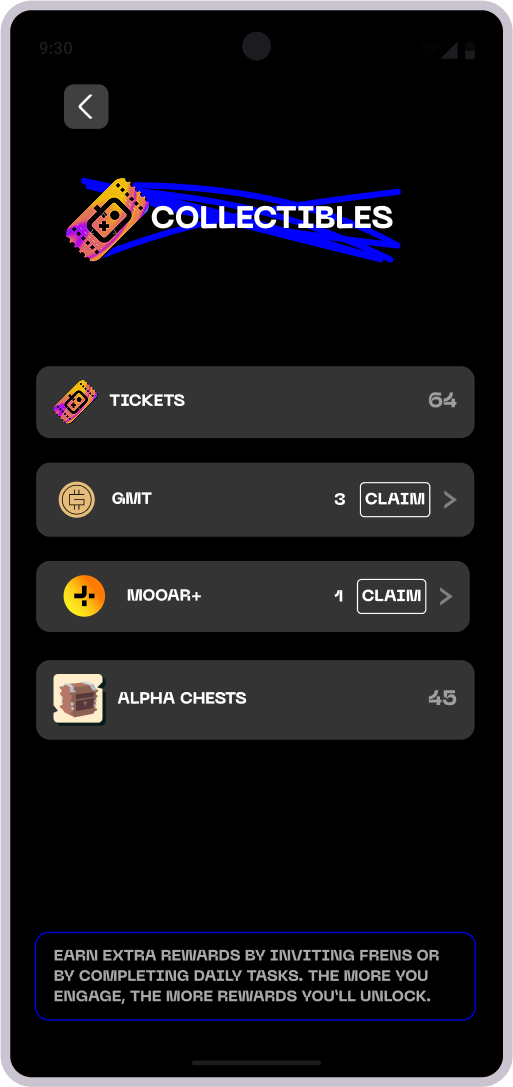 9:30
COLLECTIBLES
TICKETS 64
GMT 3 CLAIM
MOOAR+ 1 CLAIM
ALPHA CHESTS 45
EARN EXTRA REWARDS BY INVITING FRENS OR
BY COMPLETING DAILY TASKS. THE MORE YOU
ENGAGE, THE MORE REWARDS YOU'LL UNLOCK.